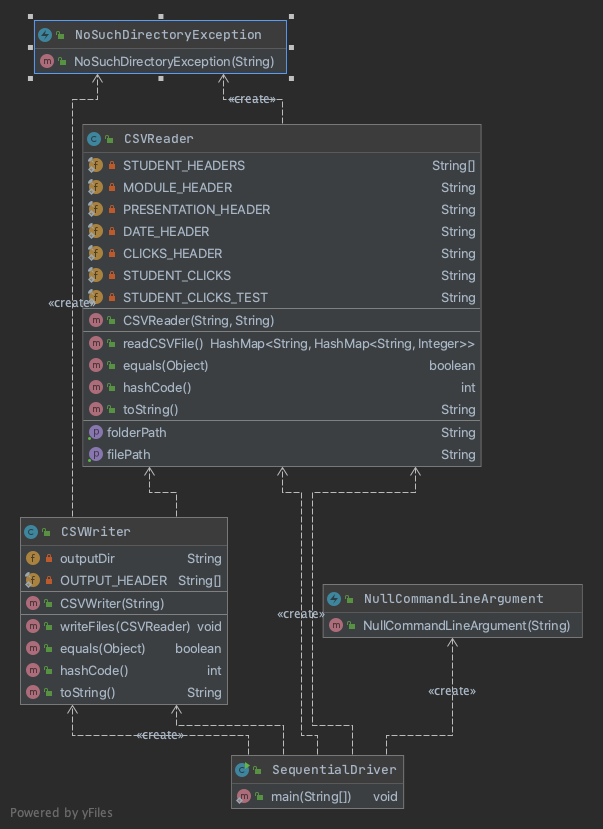 NoSuchDirectoryException
NoSuchDirectoryException(String)
«create»
CSVReader
STUDENT_HEADERS String[]
MODULE_HEADER String
PRESENTATION_HEADER String
DATE_HEADER String
CLICKS_HEADER String
STUDENT_CLICKS String
STUDENT_CLICKS_TEST String
«create»
CSVReader(String, String)
readCSVFile() HashMap<String, HashMap<String, Integer>>
equals(Object) boolean
hashCode() int
toString() String
folderPath String
filePath String
CSVWriter
outputDir String
OUTPUT_HEADER String[]
CSVWriter(String)
writeFiles(CSVReader) void
equals(Object) boolean
hashCode() int
toString() String
NullCommandLineArgument
«create»
NullCommandLineArgument(String)
«create»
«create»
SequentialDriver
main(String[]) void
Powered by yFiles